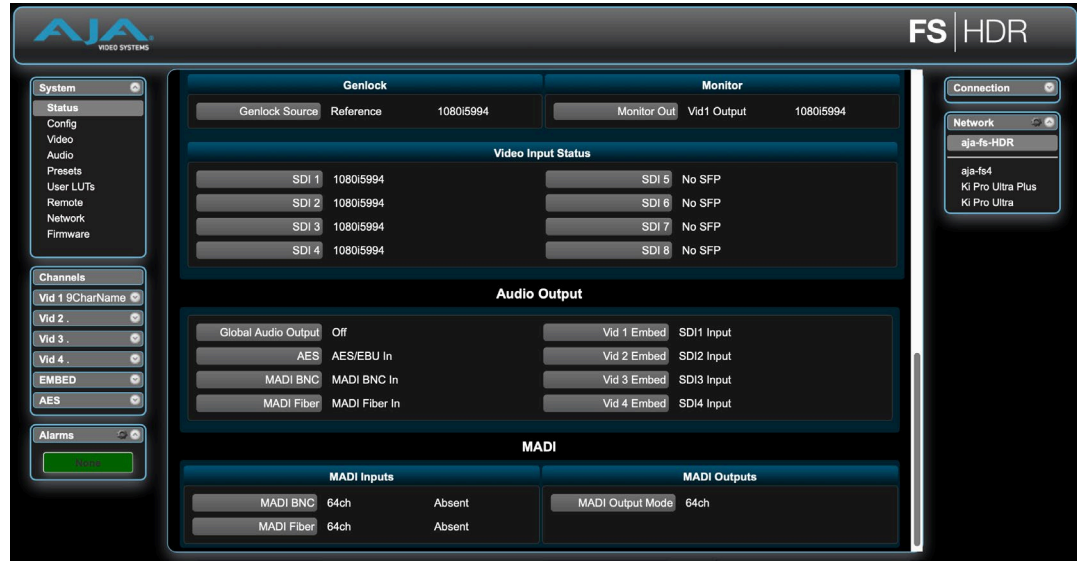 AJA
VIDEO SYSTEMS
FS HDR
System
Status
Config
Video
Audio
Presets
User LUTs
Remote
Network
Firmware
Channels
Vid 1 9CharName
Vid 2 .
Vid 3 .
Vid 4 .
EMBED
AES
Alarms
None
Genlock Monitor
Genlock Source Reference 1080i5994 Monitor Out Vid1 Output 1080i5994
Video Input Status
SDI 1 1080i5994 SDI 5 No SFP
SDI 2 1080i5994 SDI 6 No SFP
SDI 3 1080i5994 SDI 7 No SFP
SDI 4 1080i5994 SDI 8 No SFP
Audio Output
Global Audio Output Off Vid 1 Embed SDI1 Input
AES AES/EBU In Vid 2 Embed SDI2 Input
MADI BNC MADI BNC In Vid 3 Embed SDI3 Input
MADI Fiber MADI Fiber In Vid 4 Embed SDI4 Input
MADI
MADI Inputs MADI Outputs
MADI BNC 64ch Absent MADI Output Mode 64ch
MADI Fiber 64ch Absent
Connection
Network
aja-fs-HDR
aja-fs4
Ki Pro Ultra Plus
Ki Pro Ultra